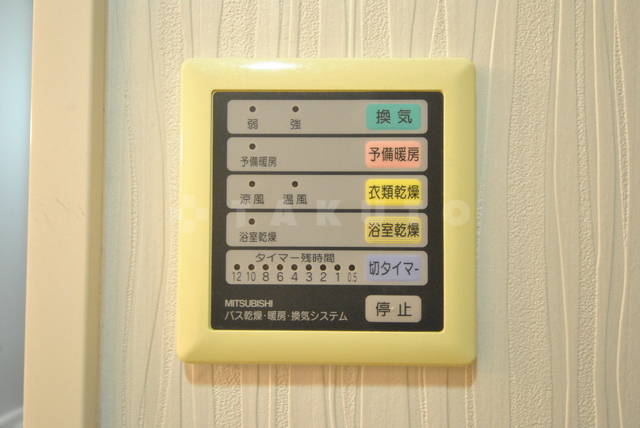 弱 強 換気
予備暖房 予備暖房
涼風 温風 衣類乾燥
浴室乾燥 浴室乾燥
タイマー残時間
12 10 8 6 4 3 2 1 0.5 切タイマー
MITSUBISHI 停止
バス乾燥・暖房・換気システム
TAKUTO